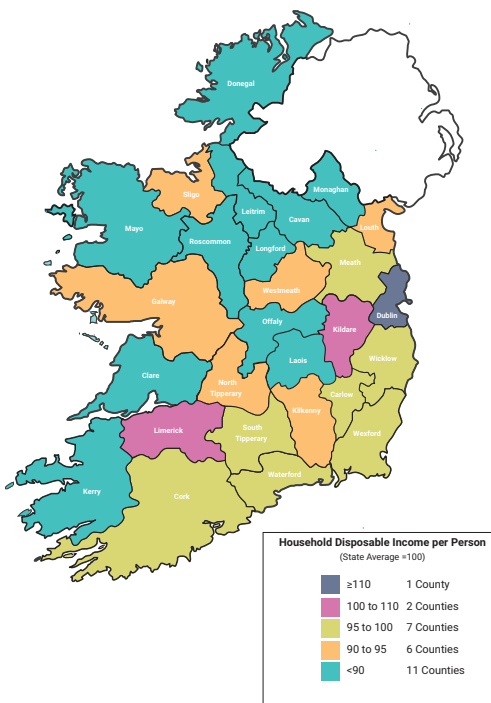 Donegal
Monaghan
Sligo
Leitrim
Cavan
Louth
Mayo
Roscommon
Longford
Meath
Westmeath
Galway
Dublin
Offaly
Kildare
Wicklow
Laois
Clare
North
Tipperary
Carlow
Kilkenny
Limerick
South
Tipperary
Wexford
Waterford
Kerry
Cork
Household Disposable Income per Person
(State Average =100)
≥110 1 County
100 to 110 2 Counties
95 to 100 7 Counties
90 to 95 6 Counties
<90 11 Counties